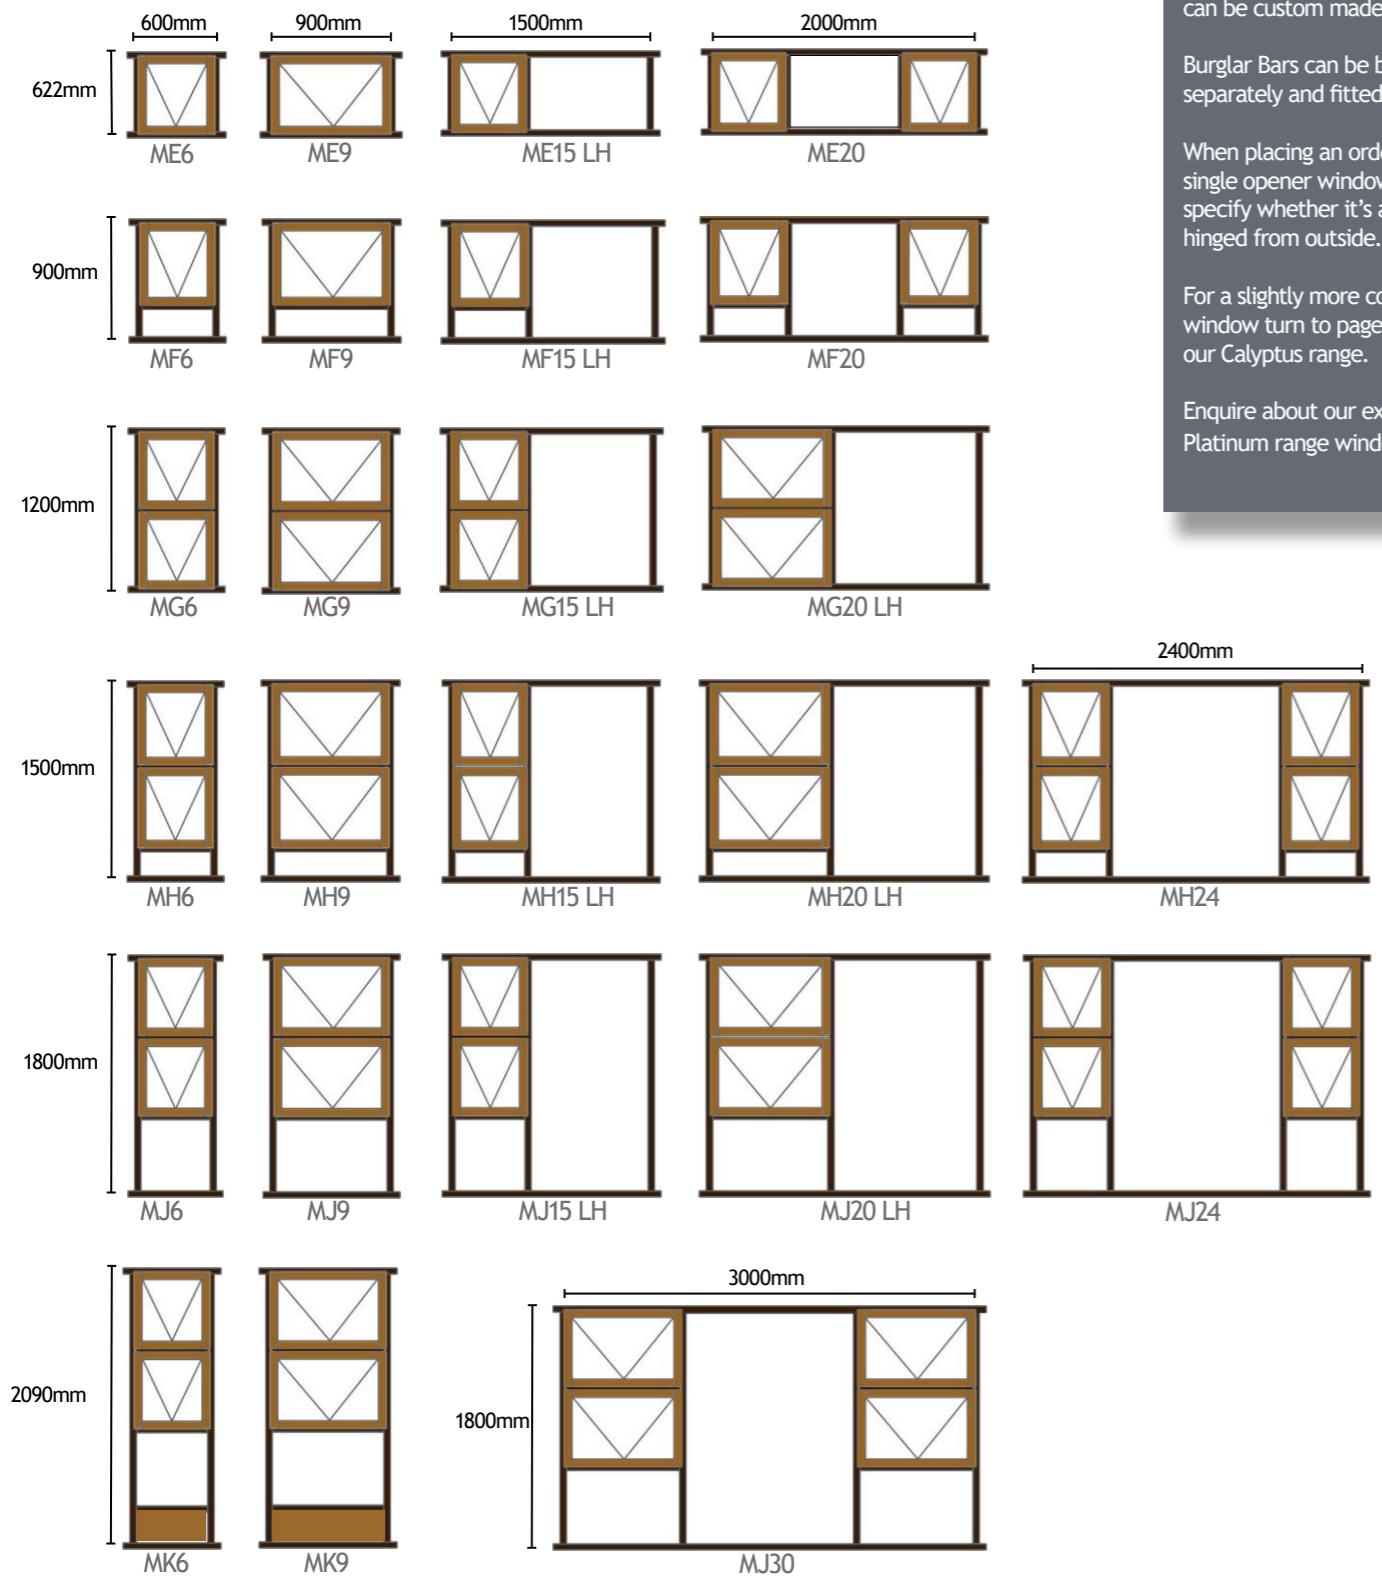 600mm 900mm 1500mm 2000mm
622mm
ME6 ME9 ME15 LH ME20
900mm
MF6 MF9 MF15 LH MF20
1200mm
MG6 MG9 MG15 LH MG20 LH
2400mm
1500mm
MH6 MH9 MH15 LH MH20 LH MH24
1800mm
MJ6 MJ9 MJ15 LH MJ20 LH MJ24
3000mm
2090mm
1800mm
MK6 MK9 MJ30
can be custom made
Burglar Bars can be b
separately and fitted
When placing an orde
single opener window
specify whether it's a
hinged from outside.
For a slightly more co
window turn to page
our Calyptus range.
Enquire about our ex
Platinum range wind